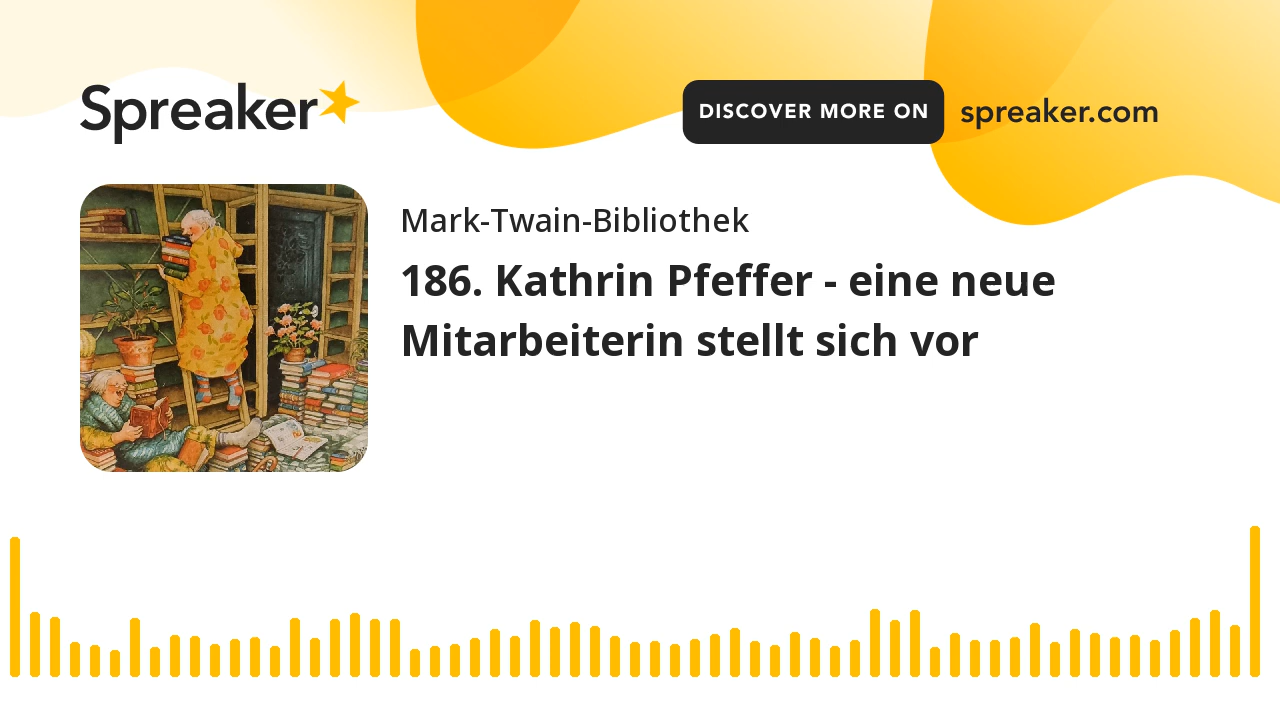 Spreaker
DISCOVER MORE ON spreaker.com
Mark-Twain-Bibliothek
186. Kathrin Pfeffer - eine neue
Mitarbeiterin stellt sich vor